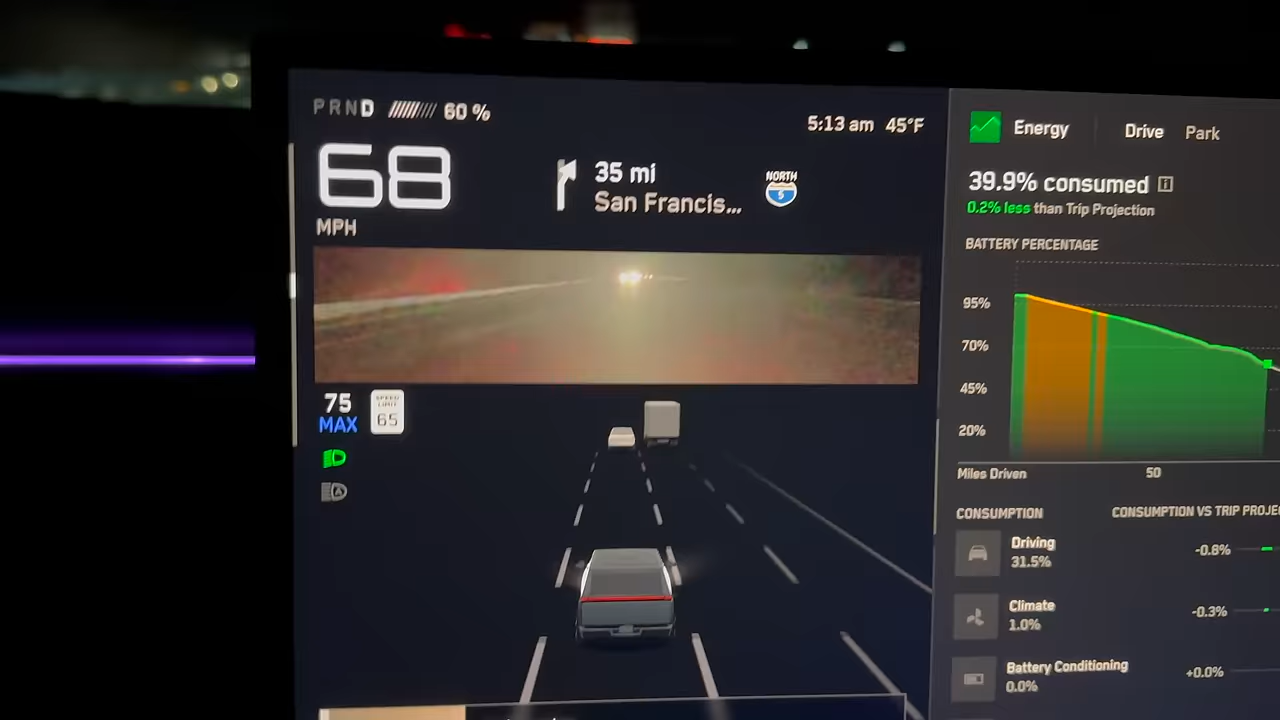 PRND 60 %
5:13 am 45°F
68
MPH
35 mi
San Francis...
NORTH
5
75
MAX
SPEED
LIMIT
65
Energy
Drive Park
39.9% consumed
0.2% less than Trip Projection
BATTERY PERCENTAGE
95%
70%
45%
20%
Miles Driven 50
CONSUMPTION CONSUMPTION VS TRIP PROJE
Driving
31.5%
-0.8%
Climate
1.0%
-0.3%
Battery Conditioning
0.0%
+0.0%